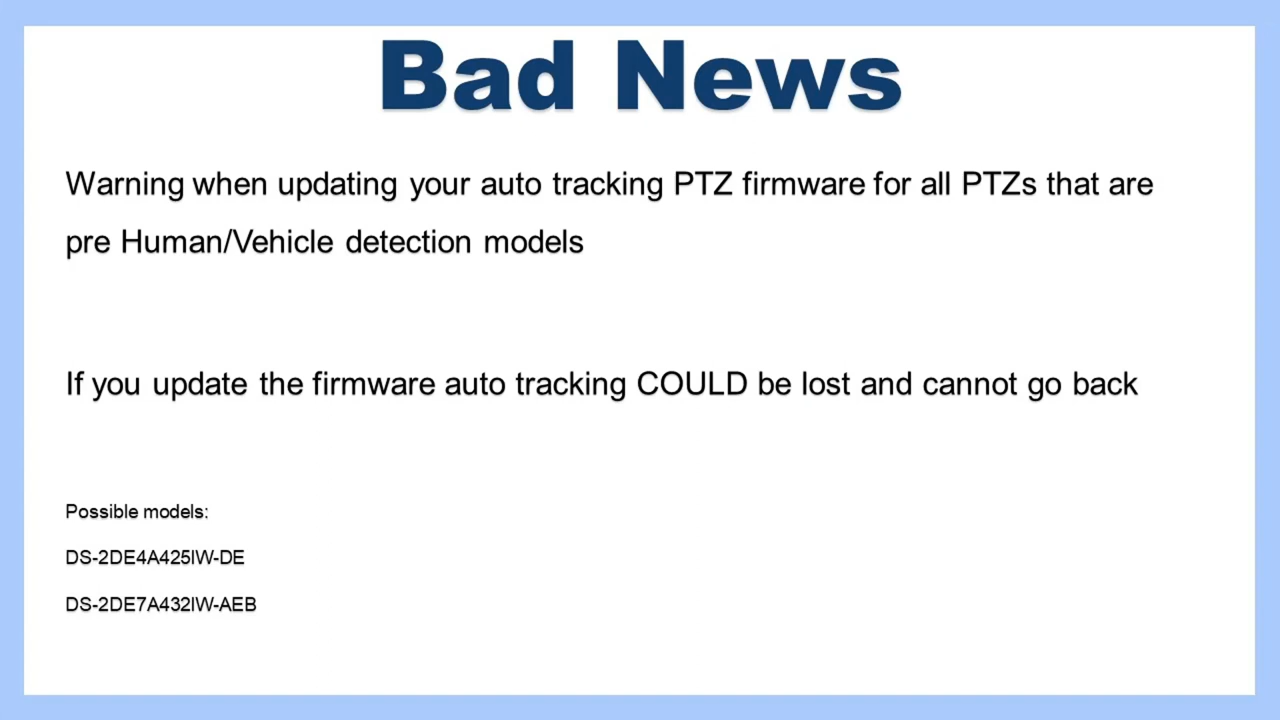 Bad News
Warning when updating your auto tracking PTZ firmware for all PTZs that are
pre Human/Vehicle detection models
If you update the firmware auto tracking COULD be lost and cannot go back
Possible models:
DS-2DE4A425IW-DE
DS-2DE7A432IW-AEB